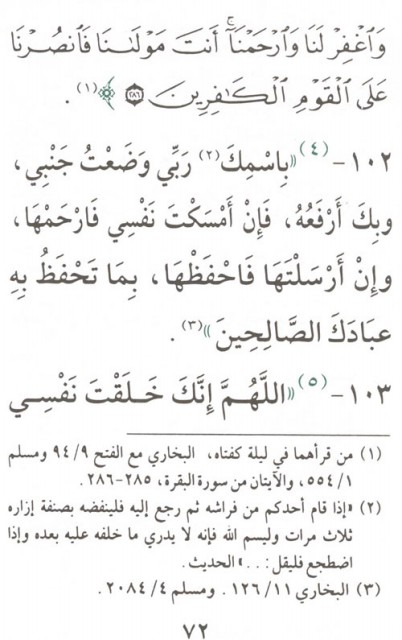 وَٱغْفِرْ لَنَا وَٱرْحَمْنَآ ۚ أَنتَ مَوْلَىٰنَا فَٱنصُرْنَا
عَلَى ٱلْقَوْمِ ٱلْكَٰفِرِينَ ٢٨٦﴾(١).
١٠٢-(٤)«بِاسْمِكَ(٢) رَبِّي وَضَعْتُ جَنْبِي،
وبِكَ أَرْفَعُهُ، فَإِنْ أَمْسَكْتَ نَفْسِي فَارْحَمْهَا،
وإِنْ أَرْسَلْتَهَا فَاحْفَظْهَا، بِمَا تَحْفَظُ بِهِ
عبَادَكَ الصَّالِحِينَ»(٣).
١٠٣-(٥)«اللَّهُمَّ إِنَّكَ خَلَقْتَ نَفْسِي
(١) من قرأهما في ليلة كفتاه، البخاري مع الفتح ٩٤/٩ ومسلم
٥٥٤/١، والآيتان من سورة البقرة، ٢٨٥-٢٨٦.
(٢) «إذا قام أحدكم من فراشه ثم رجع إليه فلينفضه بصنفة إزاره
ثلاث مرات وليسم الله فإنه لا يدري ما خلفه عليه بعده وإذا
اضطجع فليقل: ..» الحديث.
(٣) البخاري ١٢٦/١١. ومسلم ٢٠٨٤/٤.
٧٢